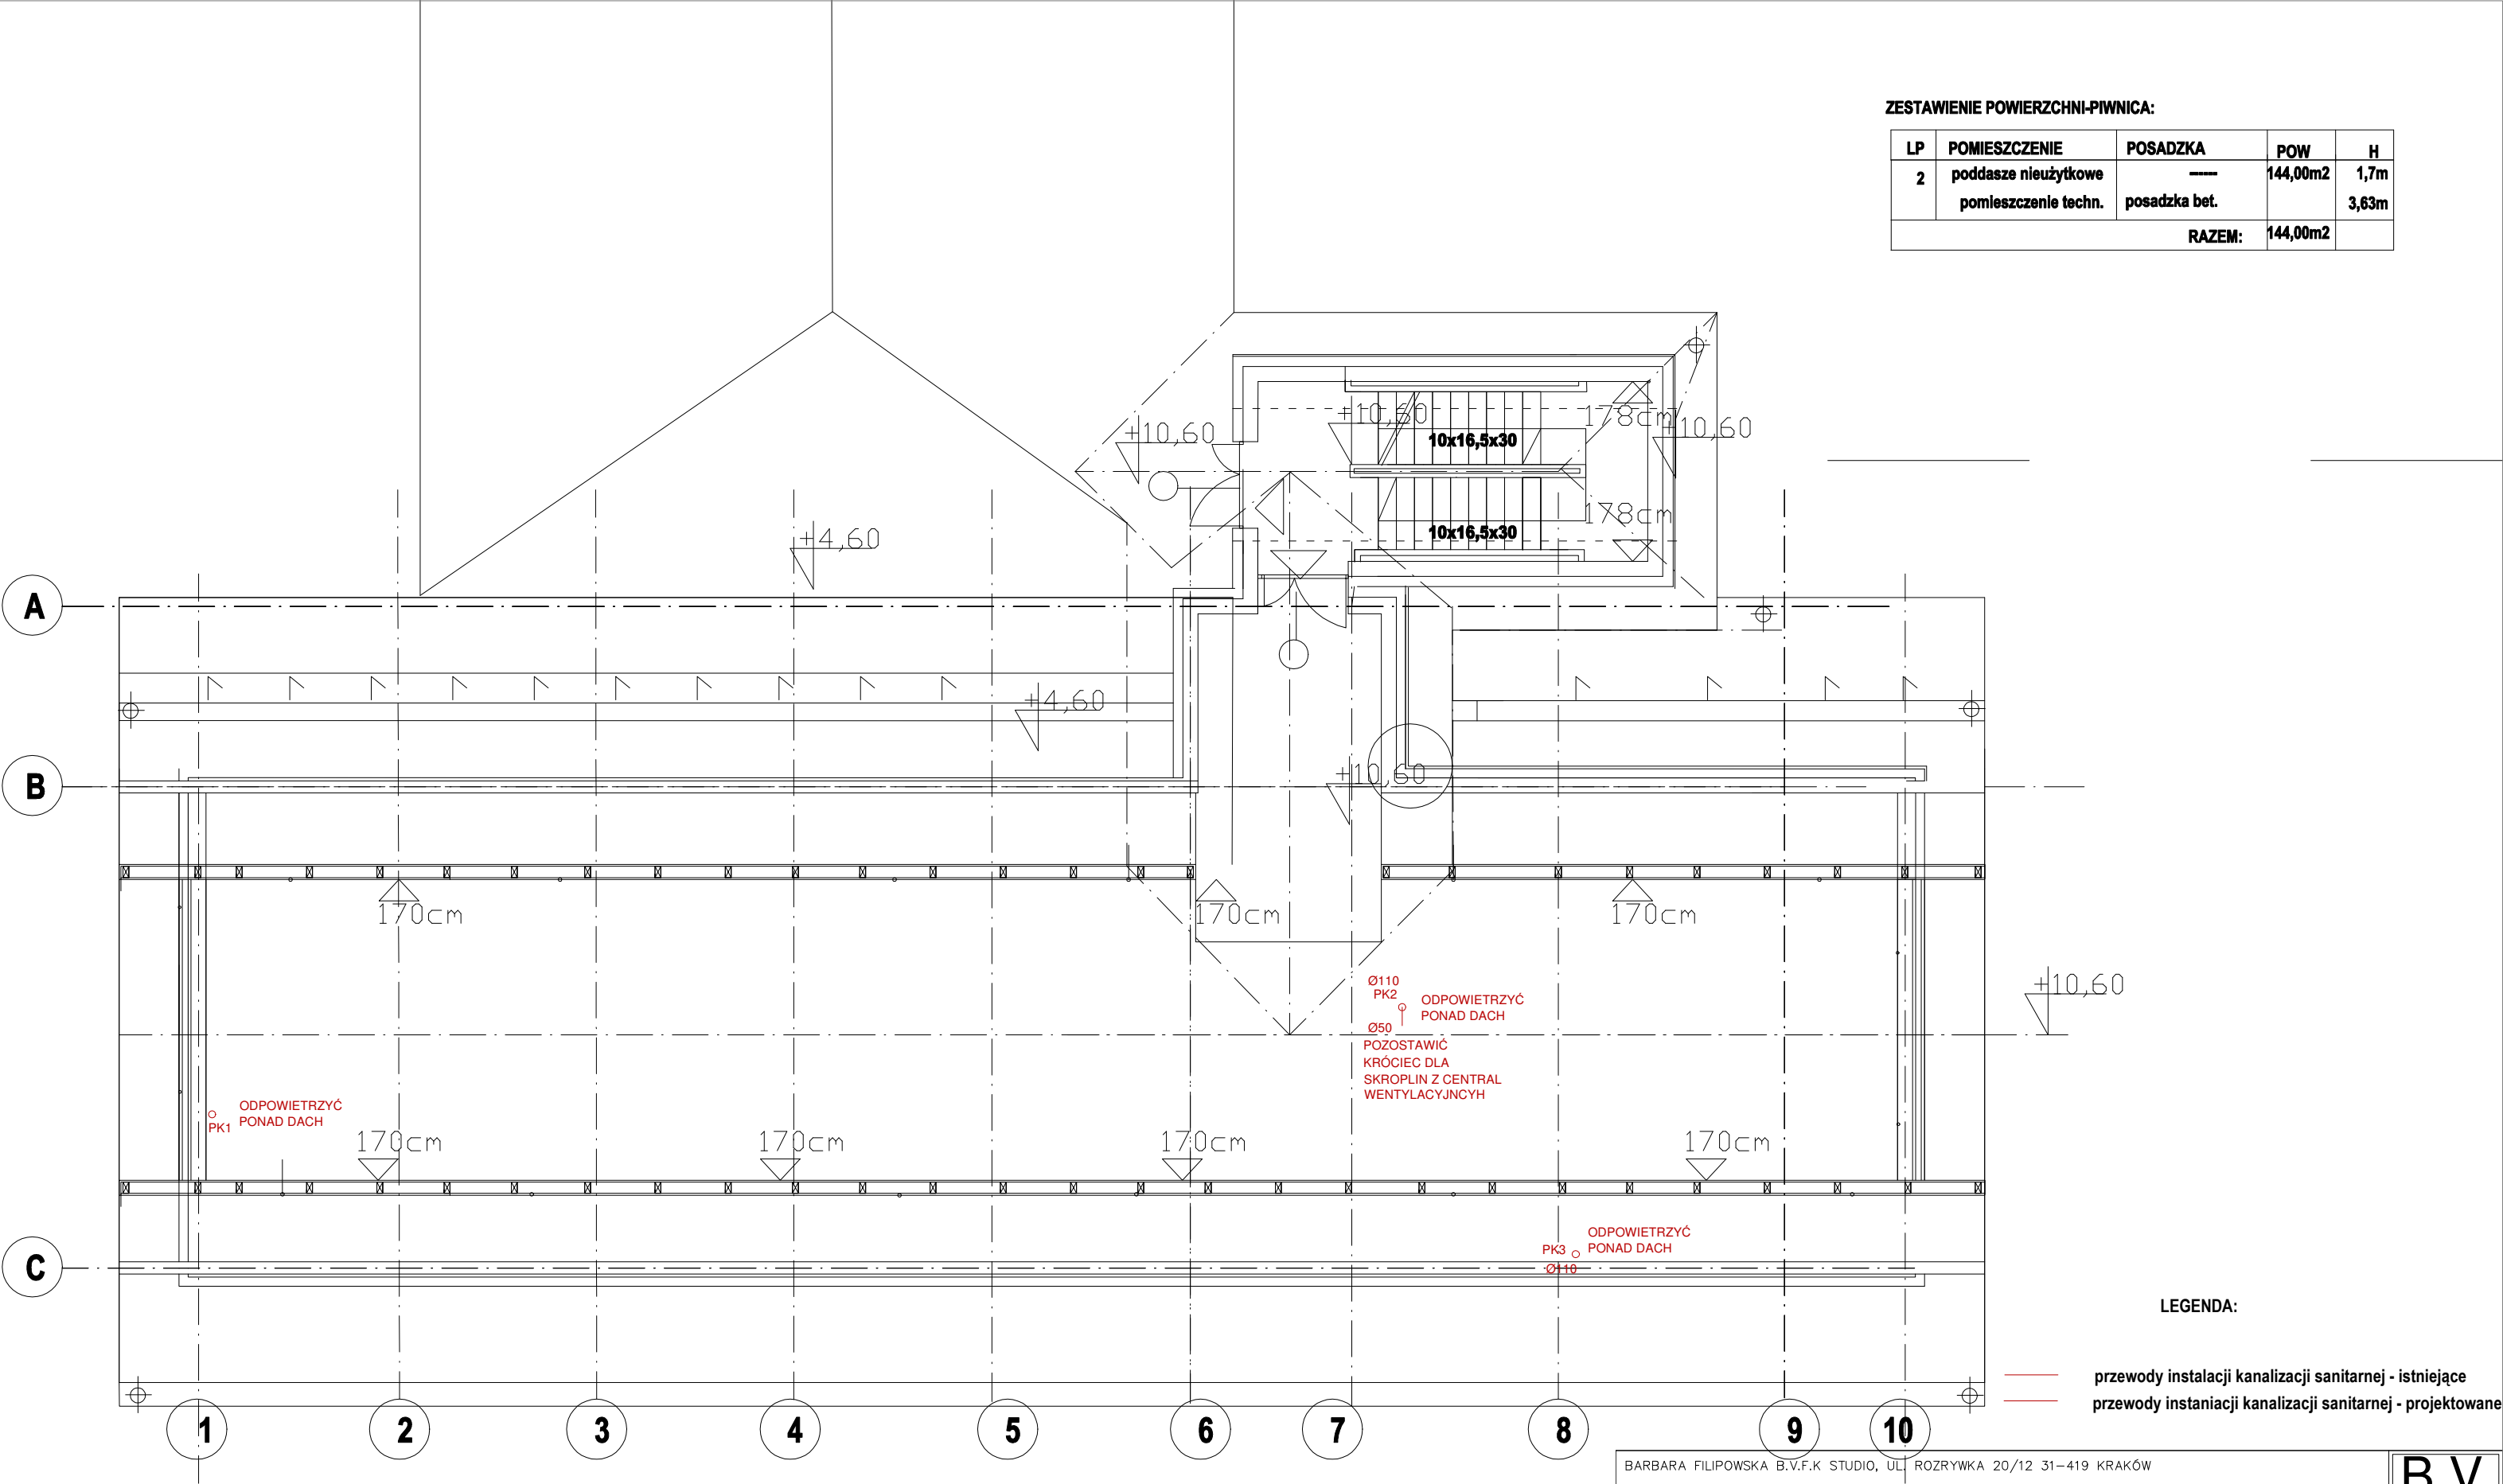 ZESTAWIENIE POWIERZCHNI-PIWNICA:
LP POMIESZCZENIE POSADZKA POW H
2 poddasze nieużytkowe ------ 144,00m2 1,7m
pomieszczenie techn. posadzka bet. 3,63m
RAZEM: 144,00m2
+10,60
+10,60
178cm
+10,60
10x16,5x30
178cm
10x16,5x30
+4,60
A
+4,60
B
+10,60
170cm
170cm
170cm
+10,60
Ø110
PK2
ODPOWIETRZYĆ
PONAD DACH
Ø50
POZOSTAWIĆ
KRÓCIEC DLA
SKROPLIN Z CENTRAL
WENTYLACYJNCYH
ODPOWIETRZYĆ
PONAD DACH
PK1
170cm
170cm
170cm
170cm
ODPOWIETRZYĆ
PONAD DACH
PK3
Ø110
C
LEGENDA:
przewody instalacji kanalizacji sanitarnej - istniejące
przewody instaniacji kanalizacji sanitarnej - projektowane
1 2 3 4 5 6 7 8 9 10
BARBARA FILIPOWSKA B.V.F.K STUDIO, UL. ROZRYWKA 20/12 31-419 KRAKÓW
B.V